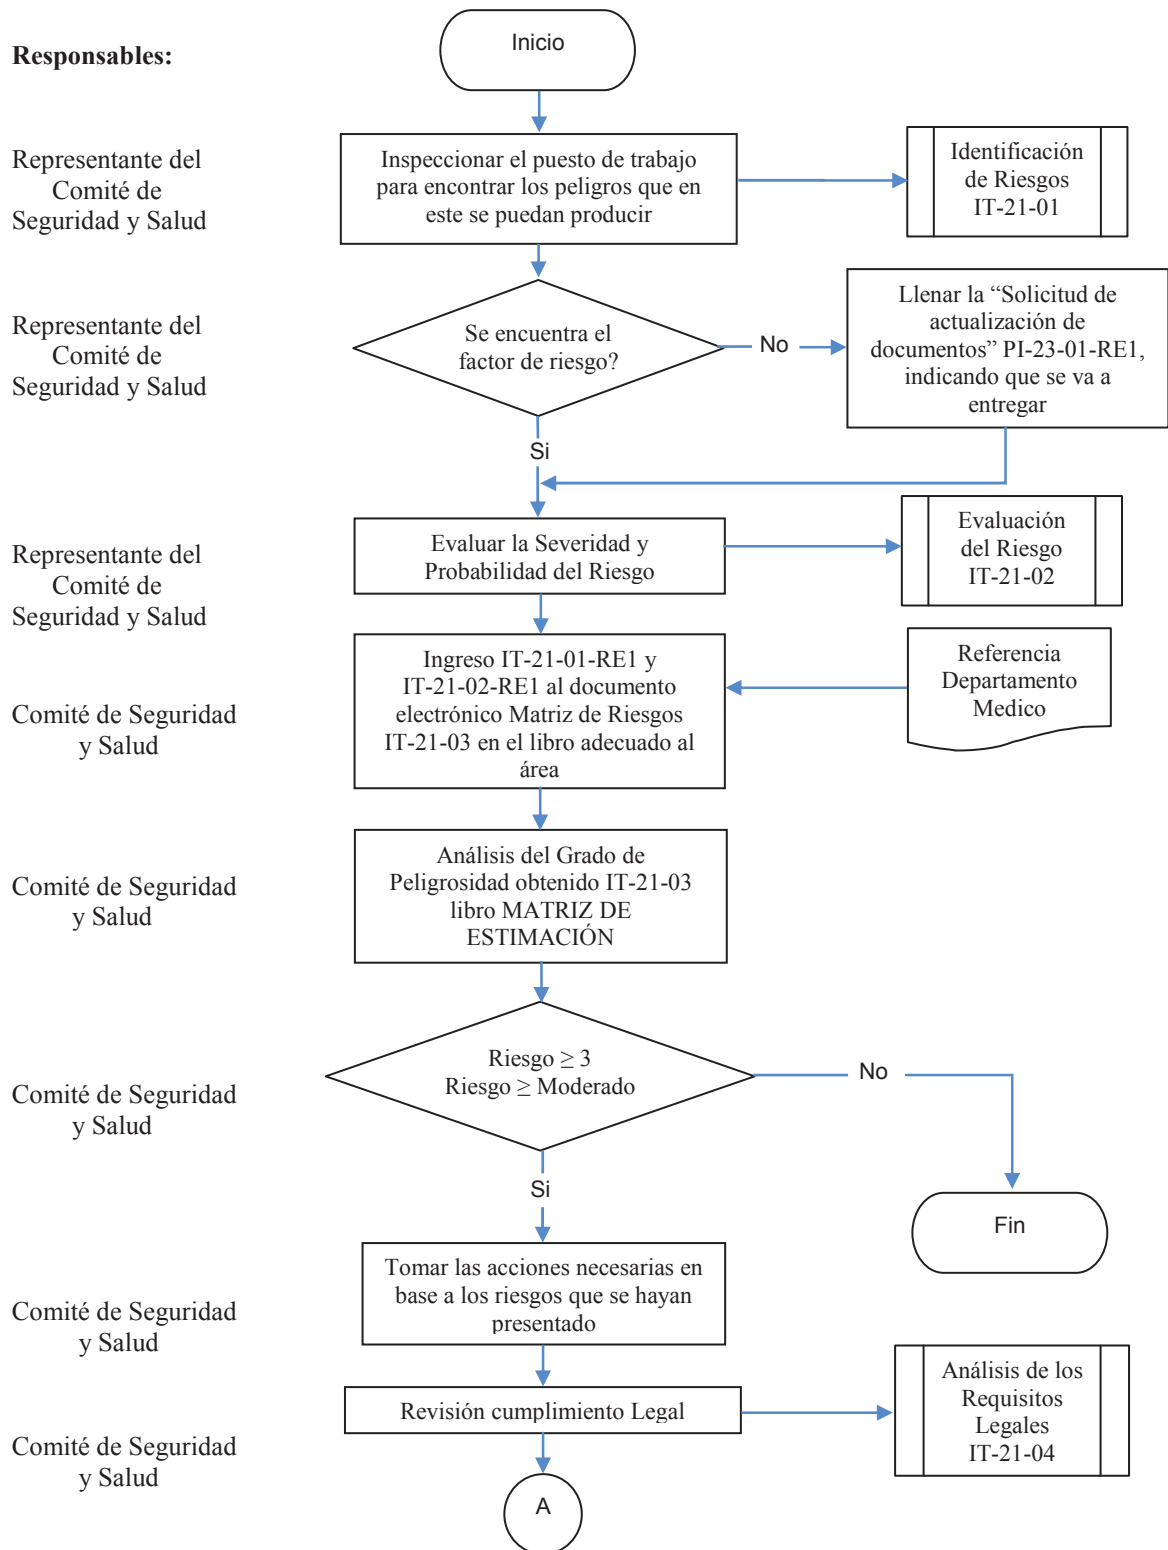 Responsables:
Inicio
Representante del
Comité de
Seguridad y Salud
Inspeccionar el puesto de trabajo
para encontrar los peligros que en
este se puedan producir
Identificación
de Riesgos
IT-21-01
Representante del
Comité de
Seguridad y Salud
Se encuentra el
factor de riesgo?
No
Llenar la “Solicitud de
actualización de
documentos” PI-23-01-RE1,
indicando que se va a
entregar
Si
Representante del
Comité de
Seguridad y Salud
Evaluar la Severidad y
Probabilidad del Riesgo
Evaluación
del Riesgo
IT-21-02
Comité de Seguridad
y Salud
Ingreso IT-21-01-RE1 y
IT-21-02-RE1 al documento
electrónico Matriz de Riesgos
IT-21-03 en el libro adecuado al
área
Referencia
Departamento
Medico
Comité de Seguridad
y Salud
Análisis del Grado de
Peligrosidad obtenido IT-21-03
libro MATRIZ DE
ESTIMACIÓN
Comité de Seguridad
y Salud
Riesgo ≥ 3
Riesgo ≥ Moderado
No
Si
Fin
Comité de Seguridad
y Salud
Tomar las acciones necesarias en
base a los riesgos que se hayan
presentado
Comité de Seguridad
y Salud
Revisión cumplimiento Legal
Análisis de los
Requisitos
Legales
IT-21-04
A